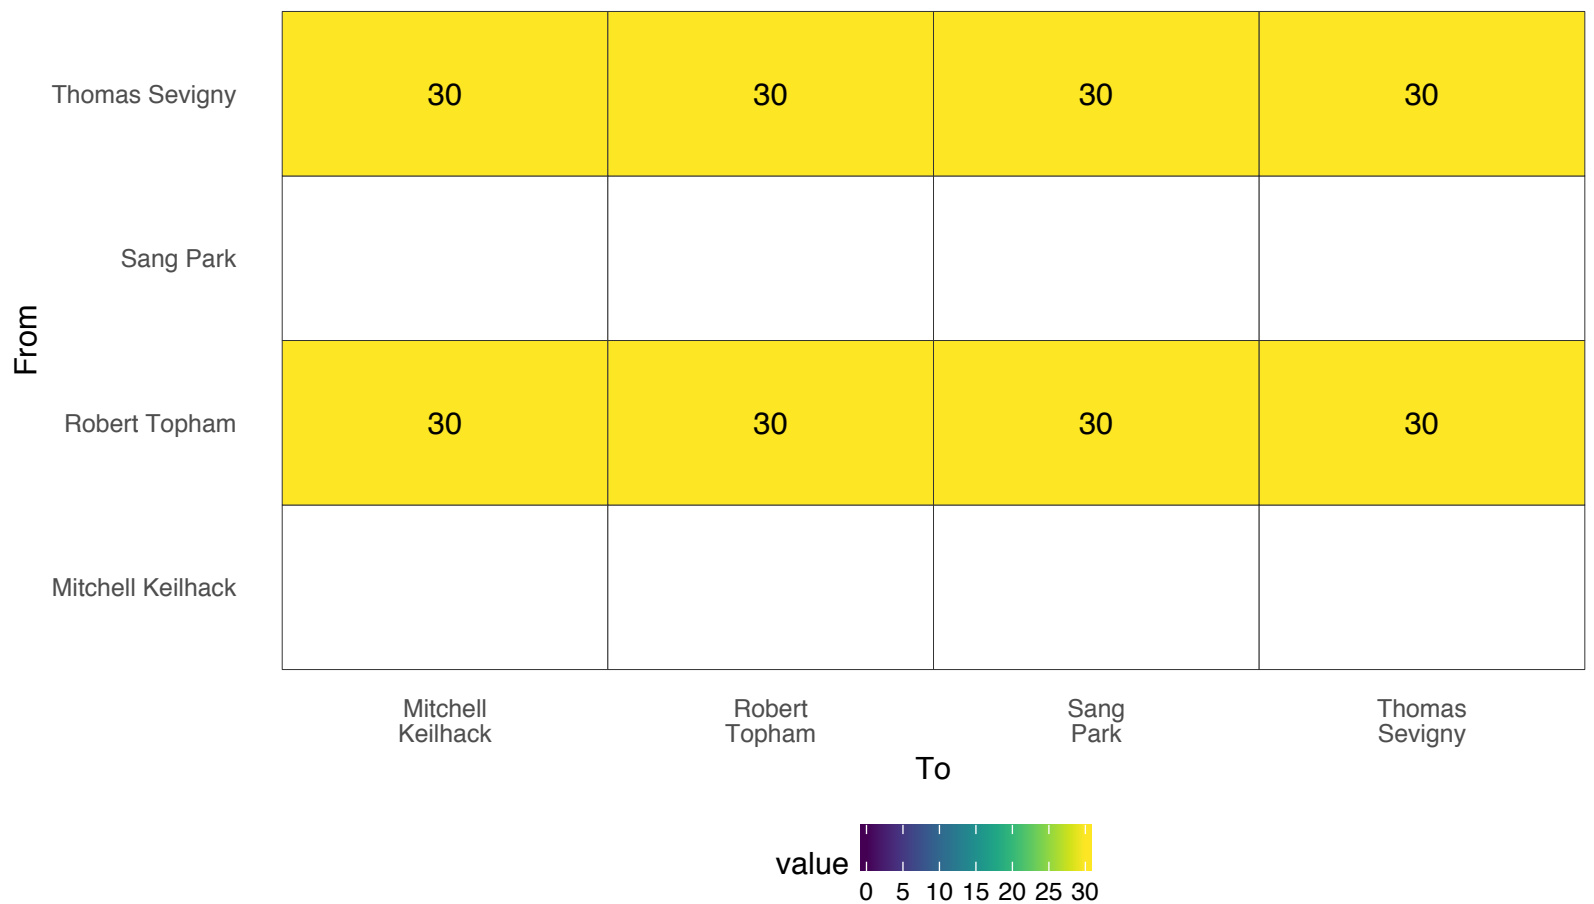 Thomas Sevigny
30
30
30
30
Sang Park
From
Robert Topham
30
30
30
30
Mitchell Keilhack
Mitchell
Keilhack
Robert
Topham
Sang
Park
Thomas
Sevigny
To
value
0 5 10 15 20 25 30